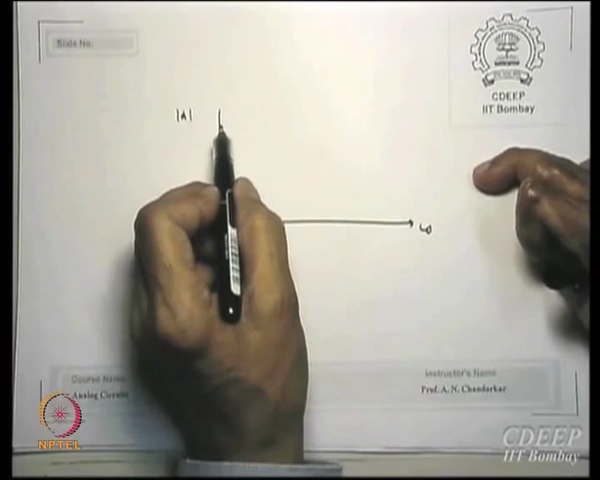 Slide No.
CDEEP
IIT Bombay
|A|
ω
Course Name
Analog Circuits
Instructor's Name
Prof. A. N. Chandorkar
NPTEL
CDEEP
IIT Bombay